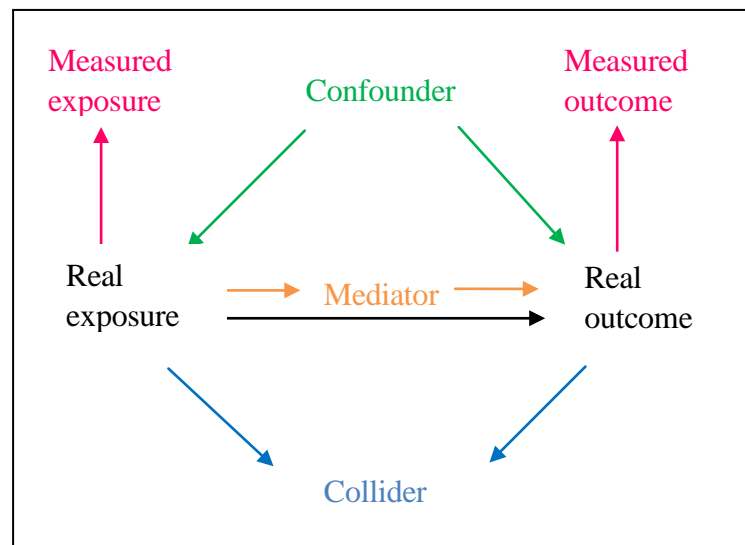 Measured
exposure
Confounder
Measured
outcome
Real
exposure
Mediator
Real
outcome
Collider